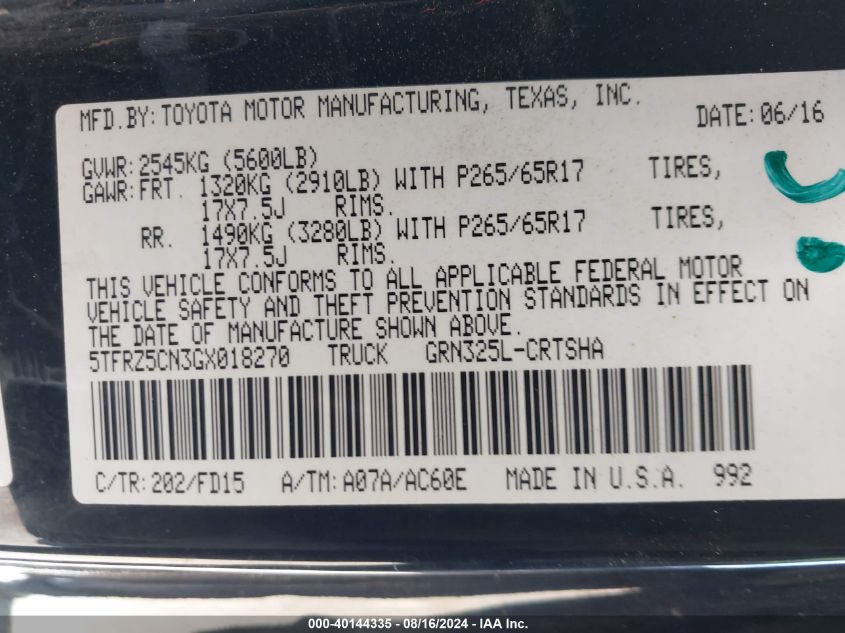 MFD.BY:TOYOTA MOTOR MANUFACTURING, TEXAS, INC.
DATE:06/16
GVWR:2545KG (5600LB)
GAWR:FRT. 1320KG (2910LB) WITH P265/65R17 TIRES,
17X7.5J RIMS.
RR. 1490KG (3280LB) WITH P265/65R17 TIRES,
17X7.5J RIMS.
THIS VEHICLE CONFORMS TO ALL APPLICABLE FEDERAL MOTOR
VEHICLE SAFETY AND THEFT PREVENTION STANDARDS IN EFFECT ON
THE DATE OF MANUFACTURE SHOWN ABOVE.
5TFRZ5CN3GX018270 TRUCK GRN325L-CRTSHA
C/TR:202/FD15 A/TM:A07A/AC60E MADE IN U.S.A. 992
000-40144335 - 08/16/2024 - IAA Inc.